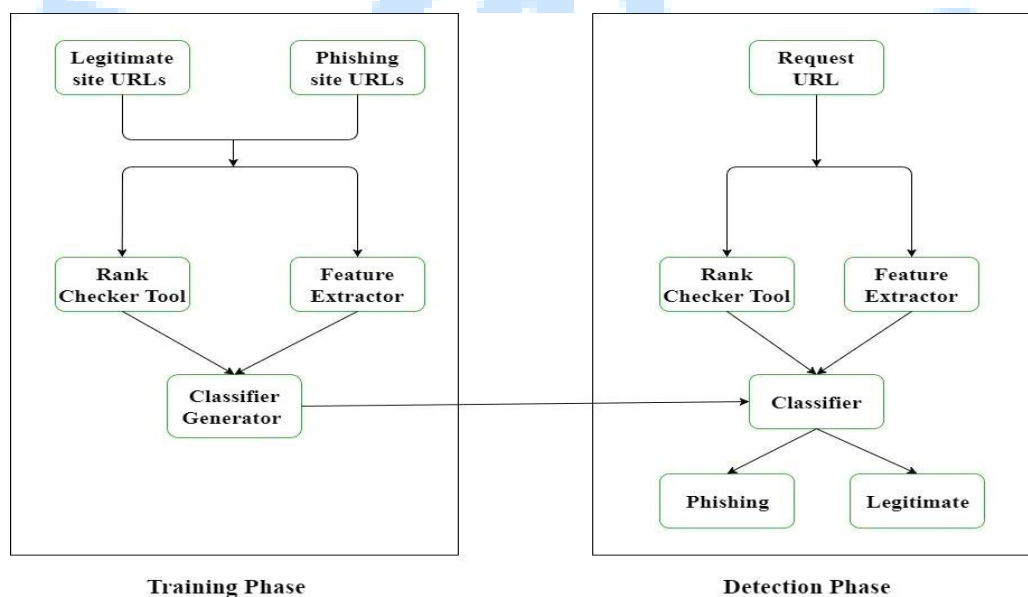 Legitimate
site URLs
Phishing
site URLs
Rank
Checker Tool
Feature
Extractor
Classifier
Generator
Training Phase
Request
URL
Rank
Checker Tool
Feature
Extractor
Classifier
Phishing
Legitimate
Detection Phase